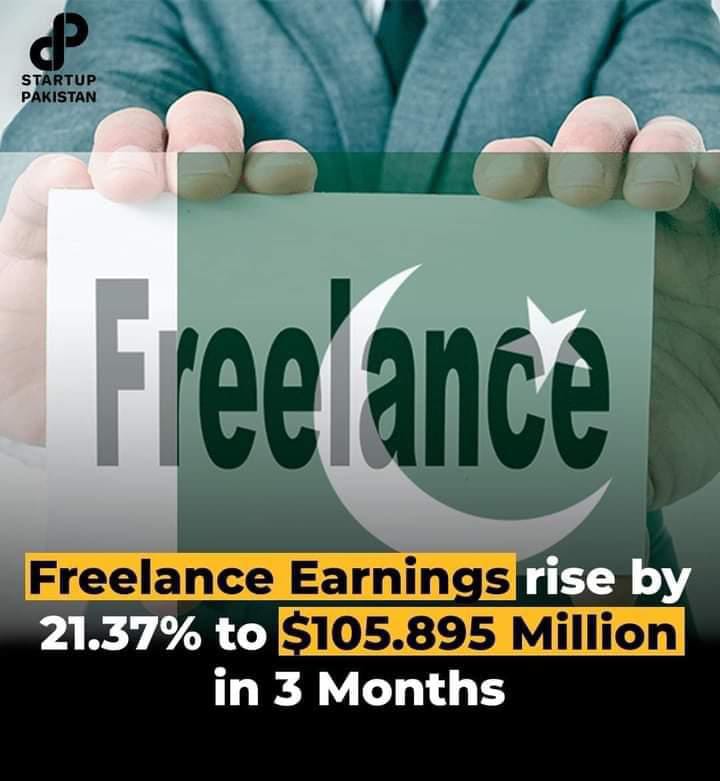 STARTUP
PAKISTAN
Freelance
Freelance Earnings rise by
21.37% to $105.895 Million
in 3 Months